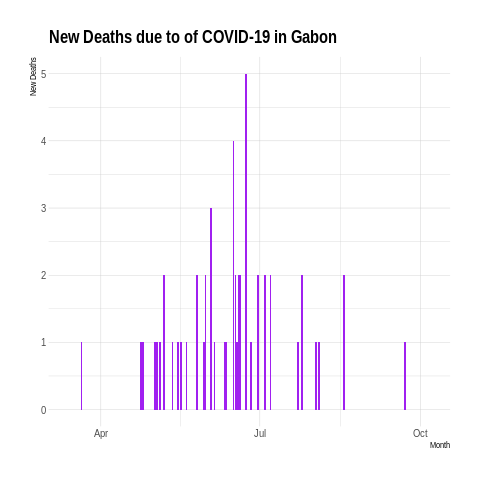 New Deaths due to of COVID-19 in Gabon
New Deaths
5
4
3
2
1
0
Apr
Jul
Oct
Month